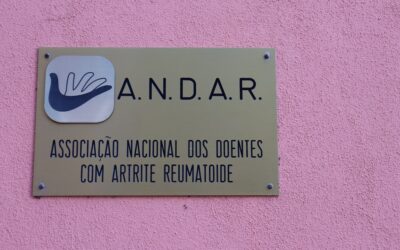 A.N.D.A.R.
ASSOCIAÇÃO NACIONAL DOS DOENTES
COM ARTRITE REUMATOIDE